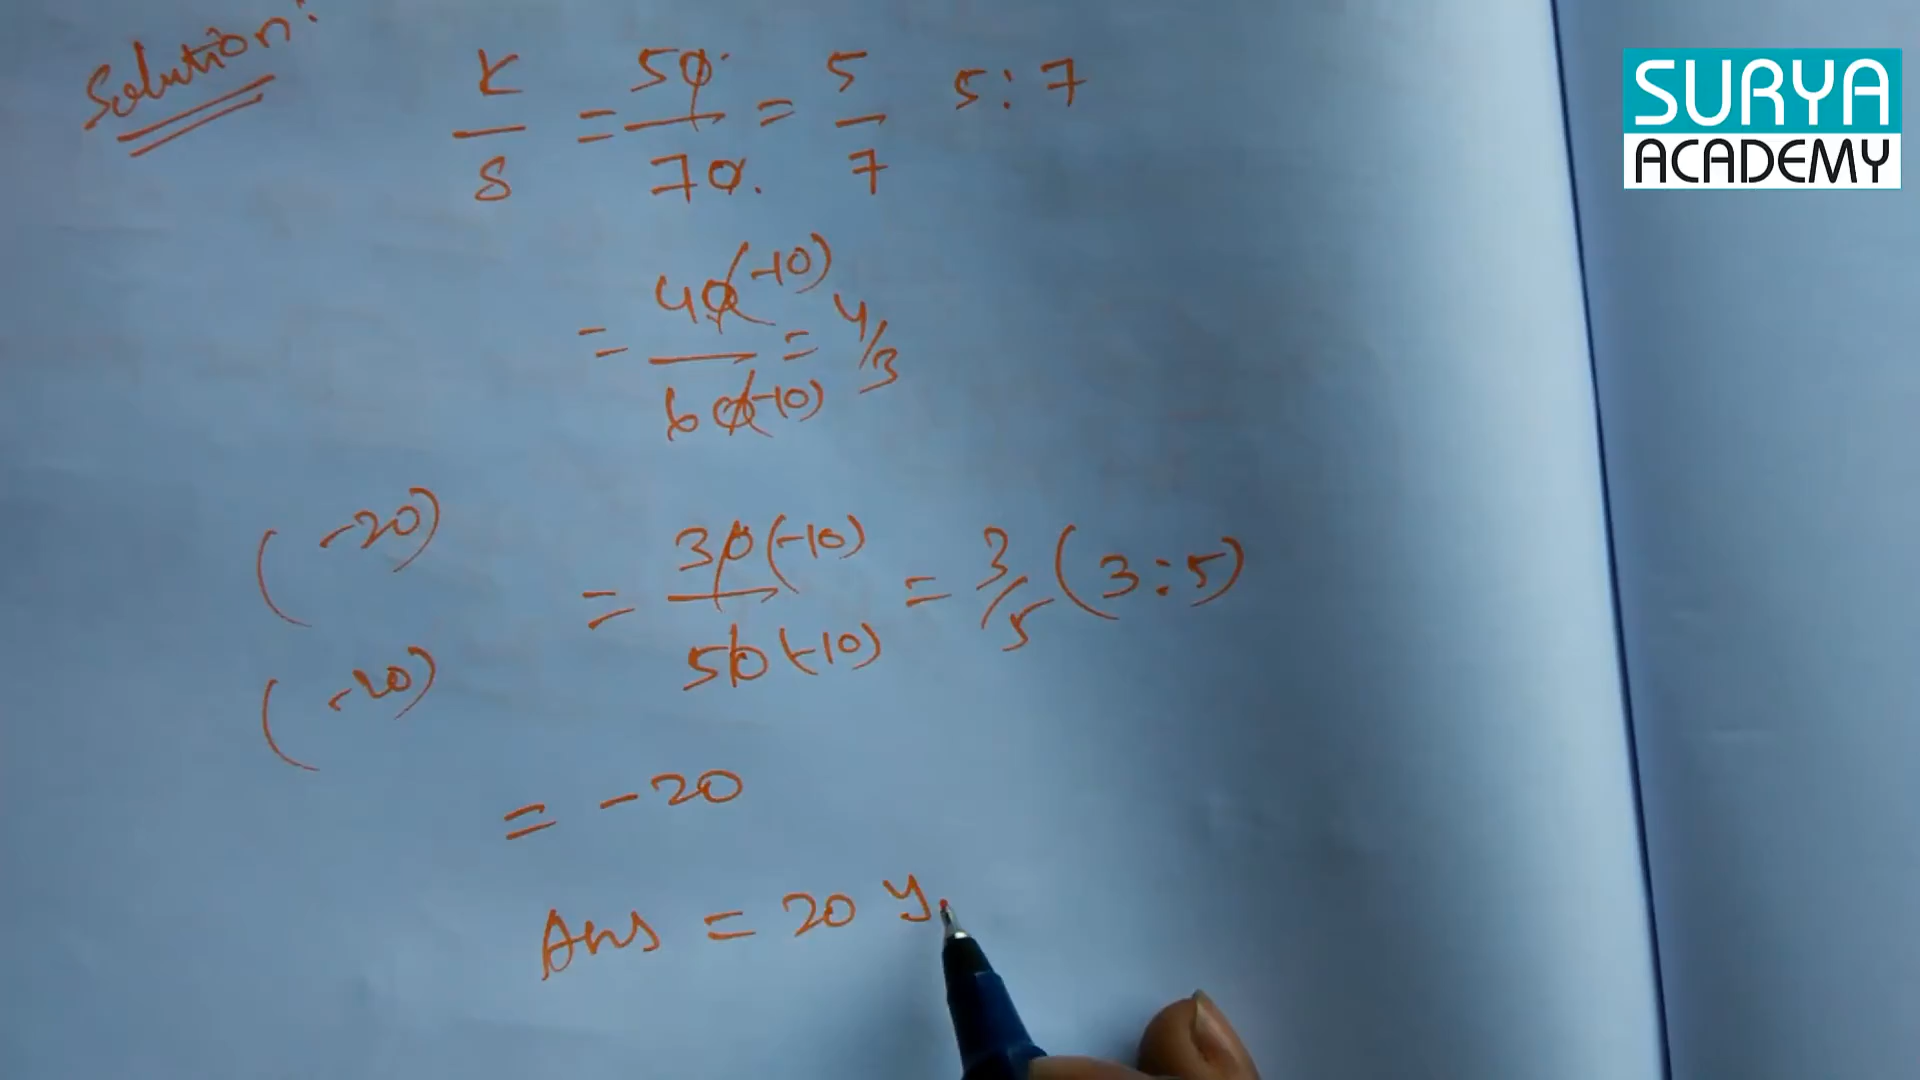 Solution:
K/S = 50/70 = 5/7 5:7
= 40(-10)/60(-10) = 4/3
(-20) = 30(-10)/50(-10) = 3/5 (3:5)
(-20)
= -20
Ans = 20 y
SURYA
ACADEMY